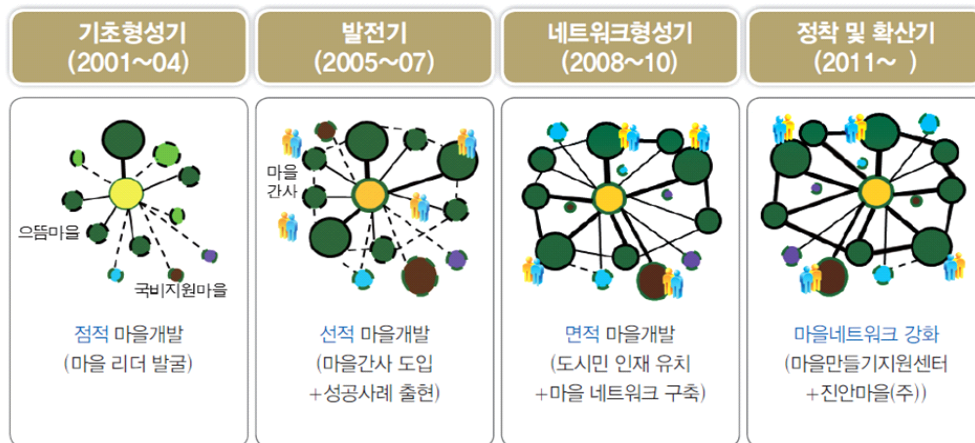 기초형성기
(2001~04)
발전기
(2005~07)
네트워크형성기
(2008~10)
정착 및 확산기
(2011~ )
으뜸마을
국비지원마을
마을
간사
점적 마을개발
(마을 리더 발굴)
선적 마을개발
(마을간사 도입
+성공사례 출현)
면적 마을개발
(도시민 인재 유치
+마을 네트워크 구축)
마을네트워크 강화
(마을만들기지원센터
+진안마을(주))